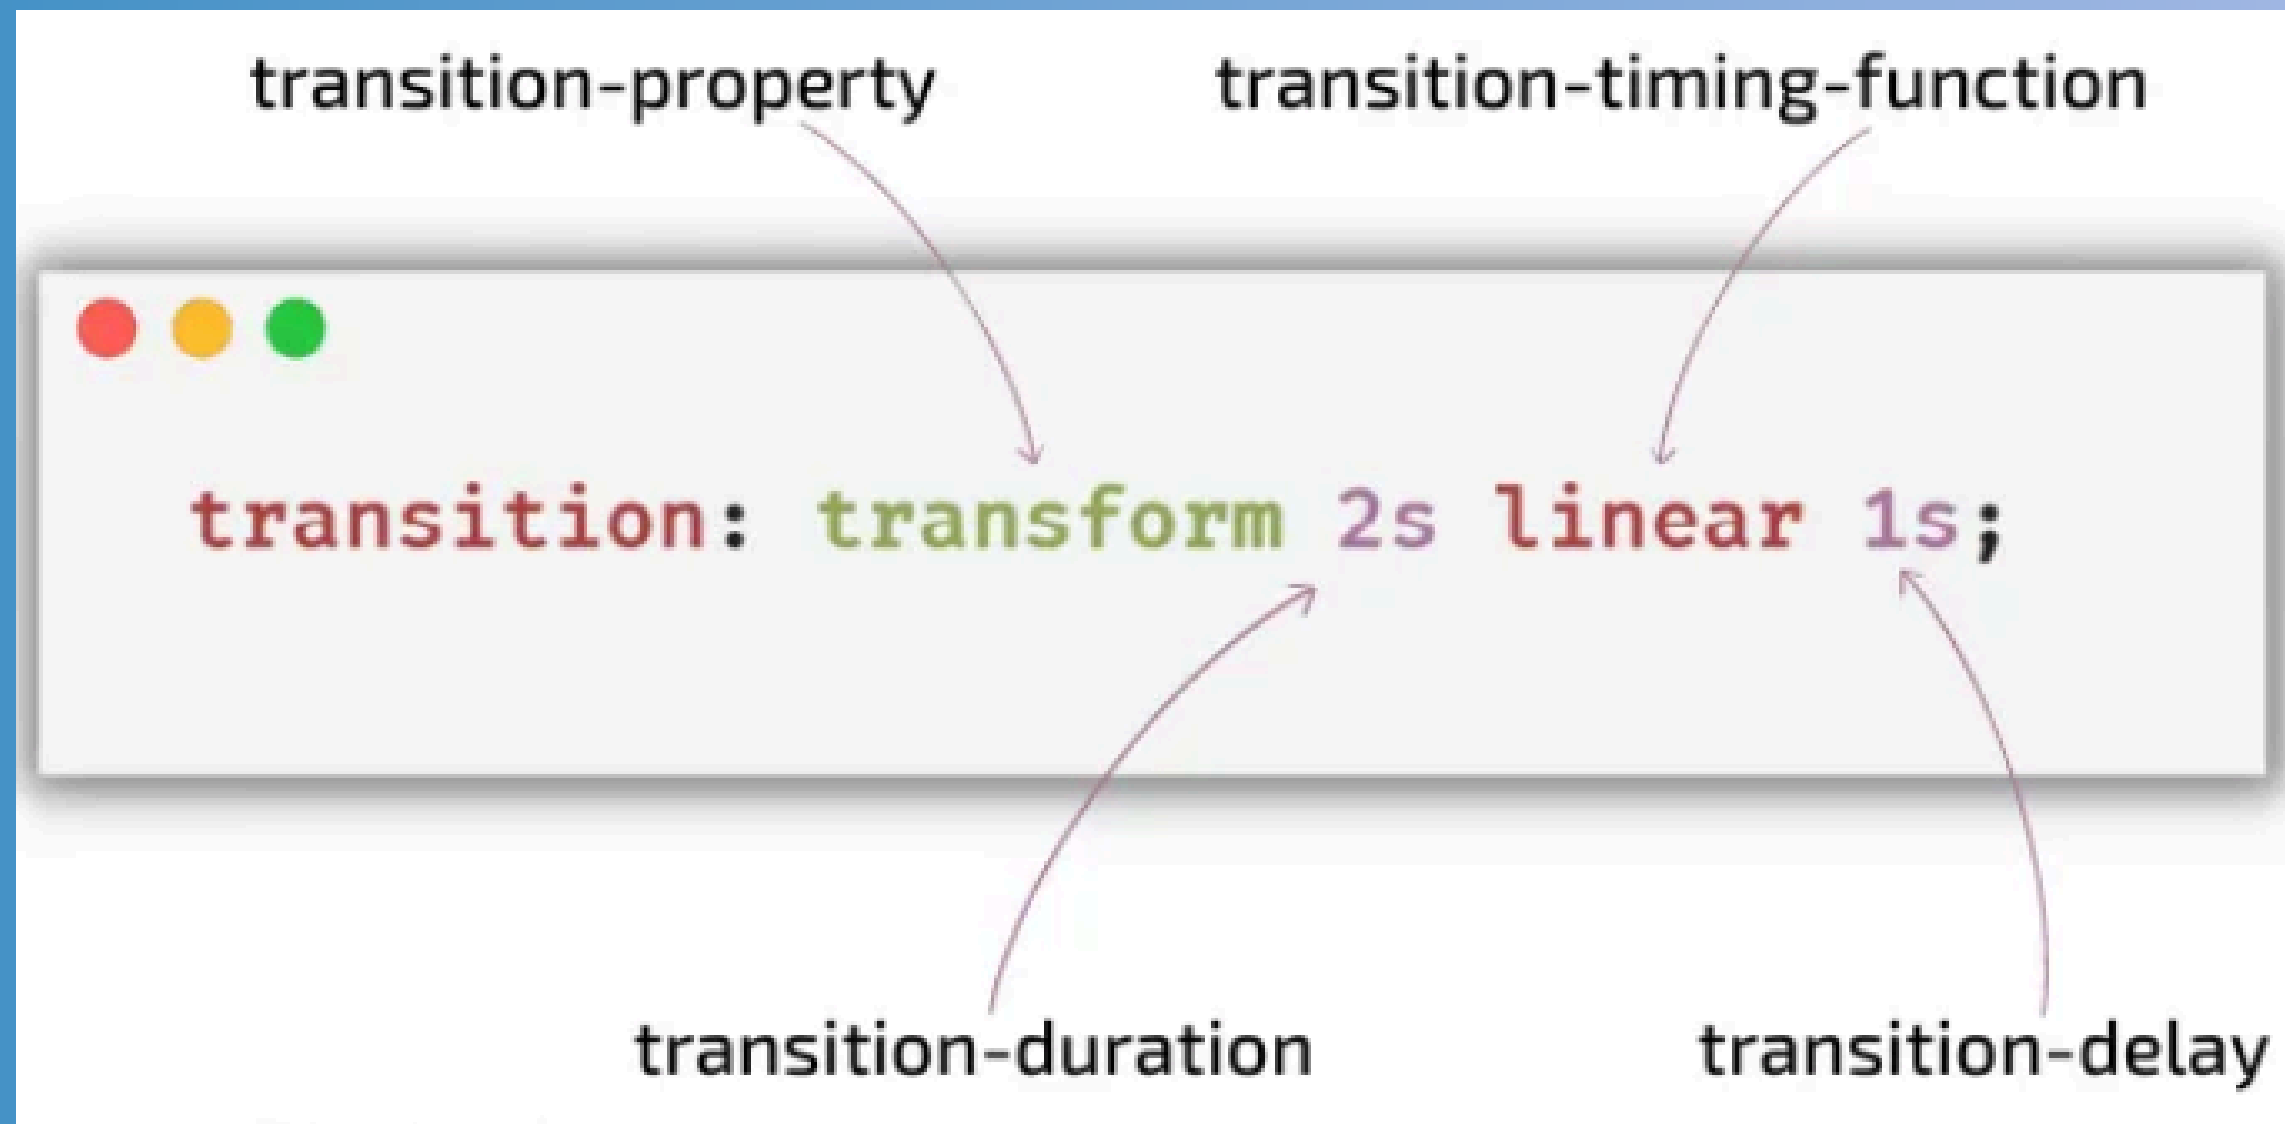 transition-property transition-timing-function
transition: transform 2s linear 1s;
transition-duration transition-delay